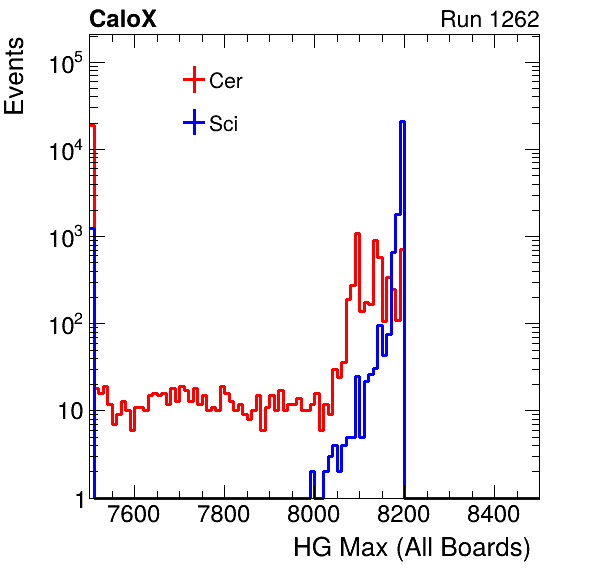 CaloX Run 1262
Events
Cer
Sci
10^5
10^4
10^3
10^2
10
1
7600 7800 8000 8200 8400
HG Max (All Boards)